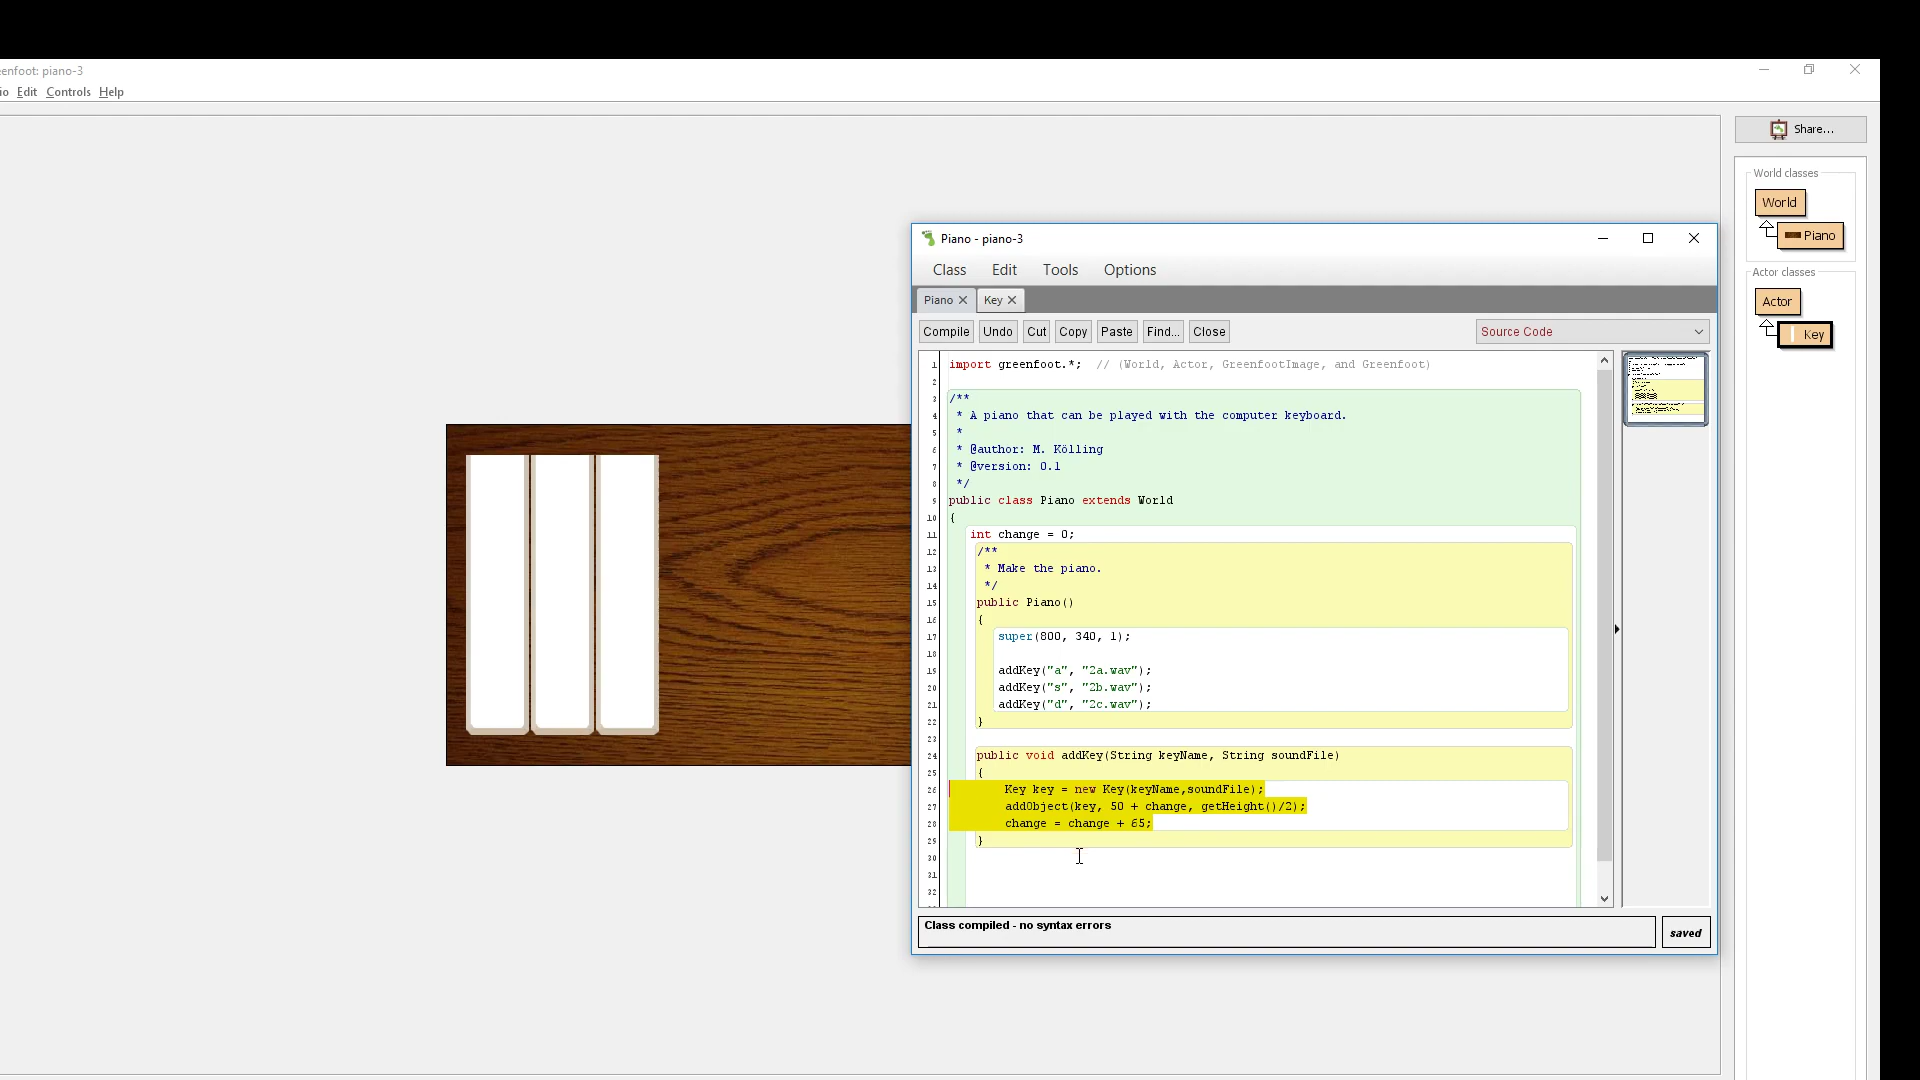 eenfoot: piano-3
io Edit Controls Help
Share...
World classes
World
Piano
Actor classes
Actor
Key
Piano - piano-3
Class Edit Tools Options
Piano Key
Compile Undo Cut Copy Paste Find... Close Source Code
1 import greenfoot.*;  // (World, Actor, GreenfootImage, and Greenfoot)
2
3 /**
4 * A piano that can be played with the computer keyboard.
5 *
6 * @author: M. Kölling
7 * @version: 0.1
8 */
9 public class Piano extends World
10 {
11 int change = 0;
12 /**
13 * Make the piano.
14 */
15 public Piano()
16 {
17 super(800, 340, 1);
18
19 addKey("a", "2a.wav");
20 addKey("s", "2b.wav");
21 addKey("d", "2c.wav");
22 }
23
24 public void addKey(String keyName, String soundFile)
25 {
26 Key key = new Key(keyName,soundFile);
27 addObject(key, 50 + change, getHeight()/2);
28 change = change + 65;
29 }
30
31
32
Class compiled - no syntax errors
saved